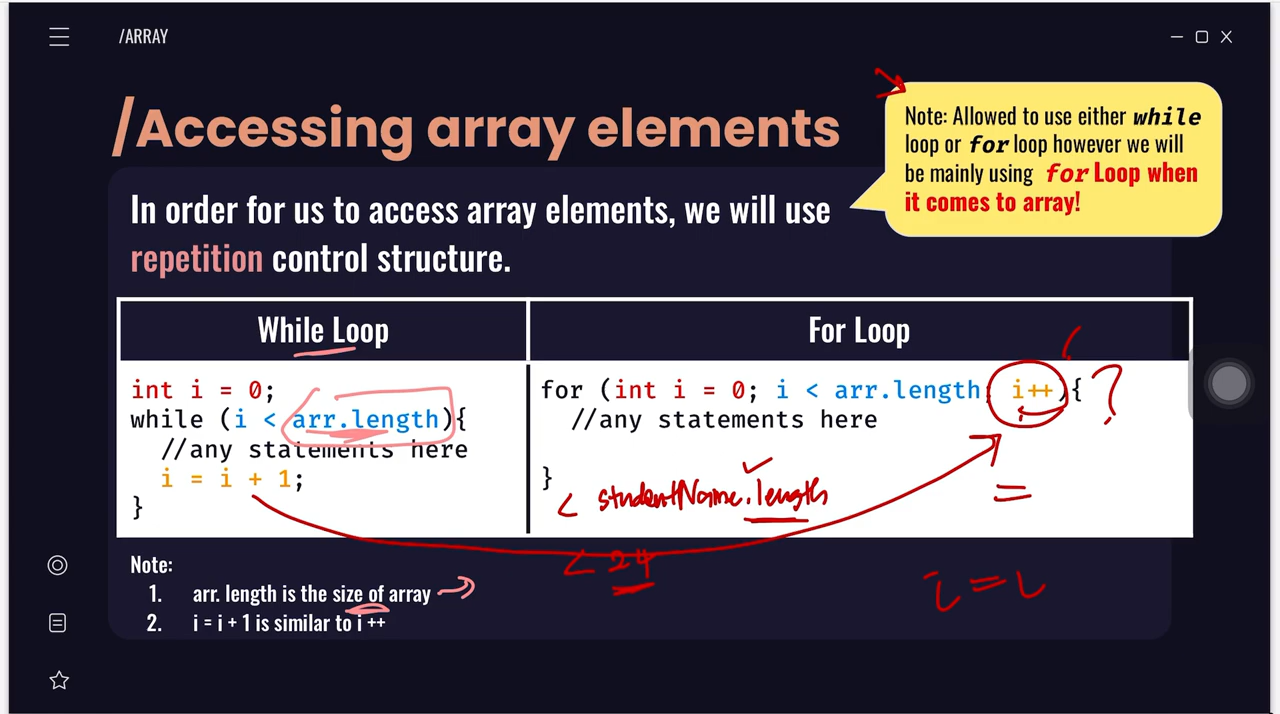 /ARRAY
/Accessing array elements
Note: Allowed to use either while
loop or for loop however we will
be mainly using for Loop when
it comes to array!
In order for us to access array elements, we will use
repetition control structure.
While Loop
For Loop
int i = 0;
while (i < arr.length){
//any statements here
i = i + 1;
}
for (int i = 0; i < arr.length; i++){
//any statements here
}
?
< studentName.length
=
< 24
i = i
Note:
1. arr. length is the size of array
2. i = i + 1 is similar to i ++